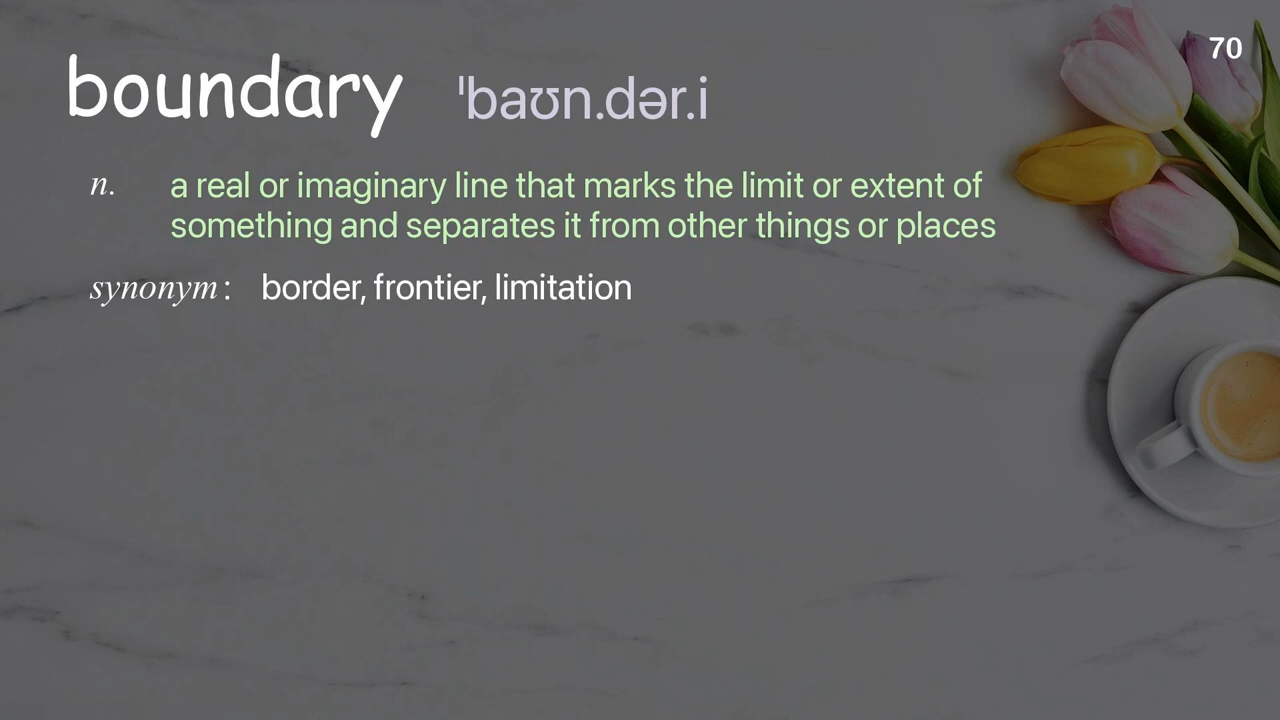 70
boundary ˈbaʊn.dər.i
n. a real or imaginary line that marks the limit or extent of
something and separates it from other things or places
synonym: border, frontier, limitation